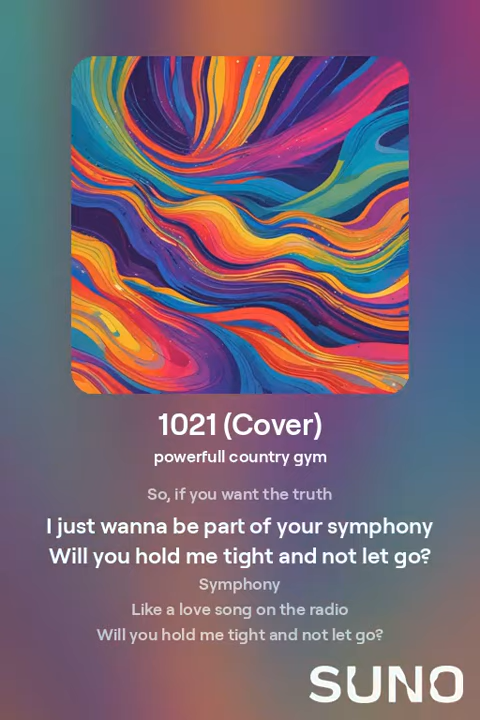 1021 (Cover)
powerfull country gym
So, if you want the truth
I just wanna be part of your symphony
Will you hold me tight and not let go?
Symphony
Like a love song on the radio
Will you hold me tight and not let go?
SUNO